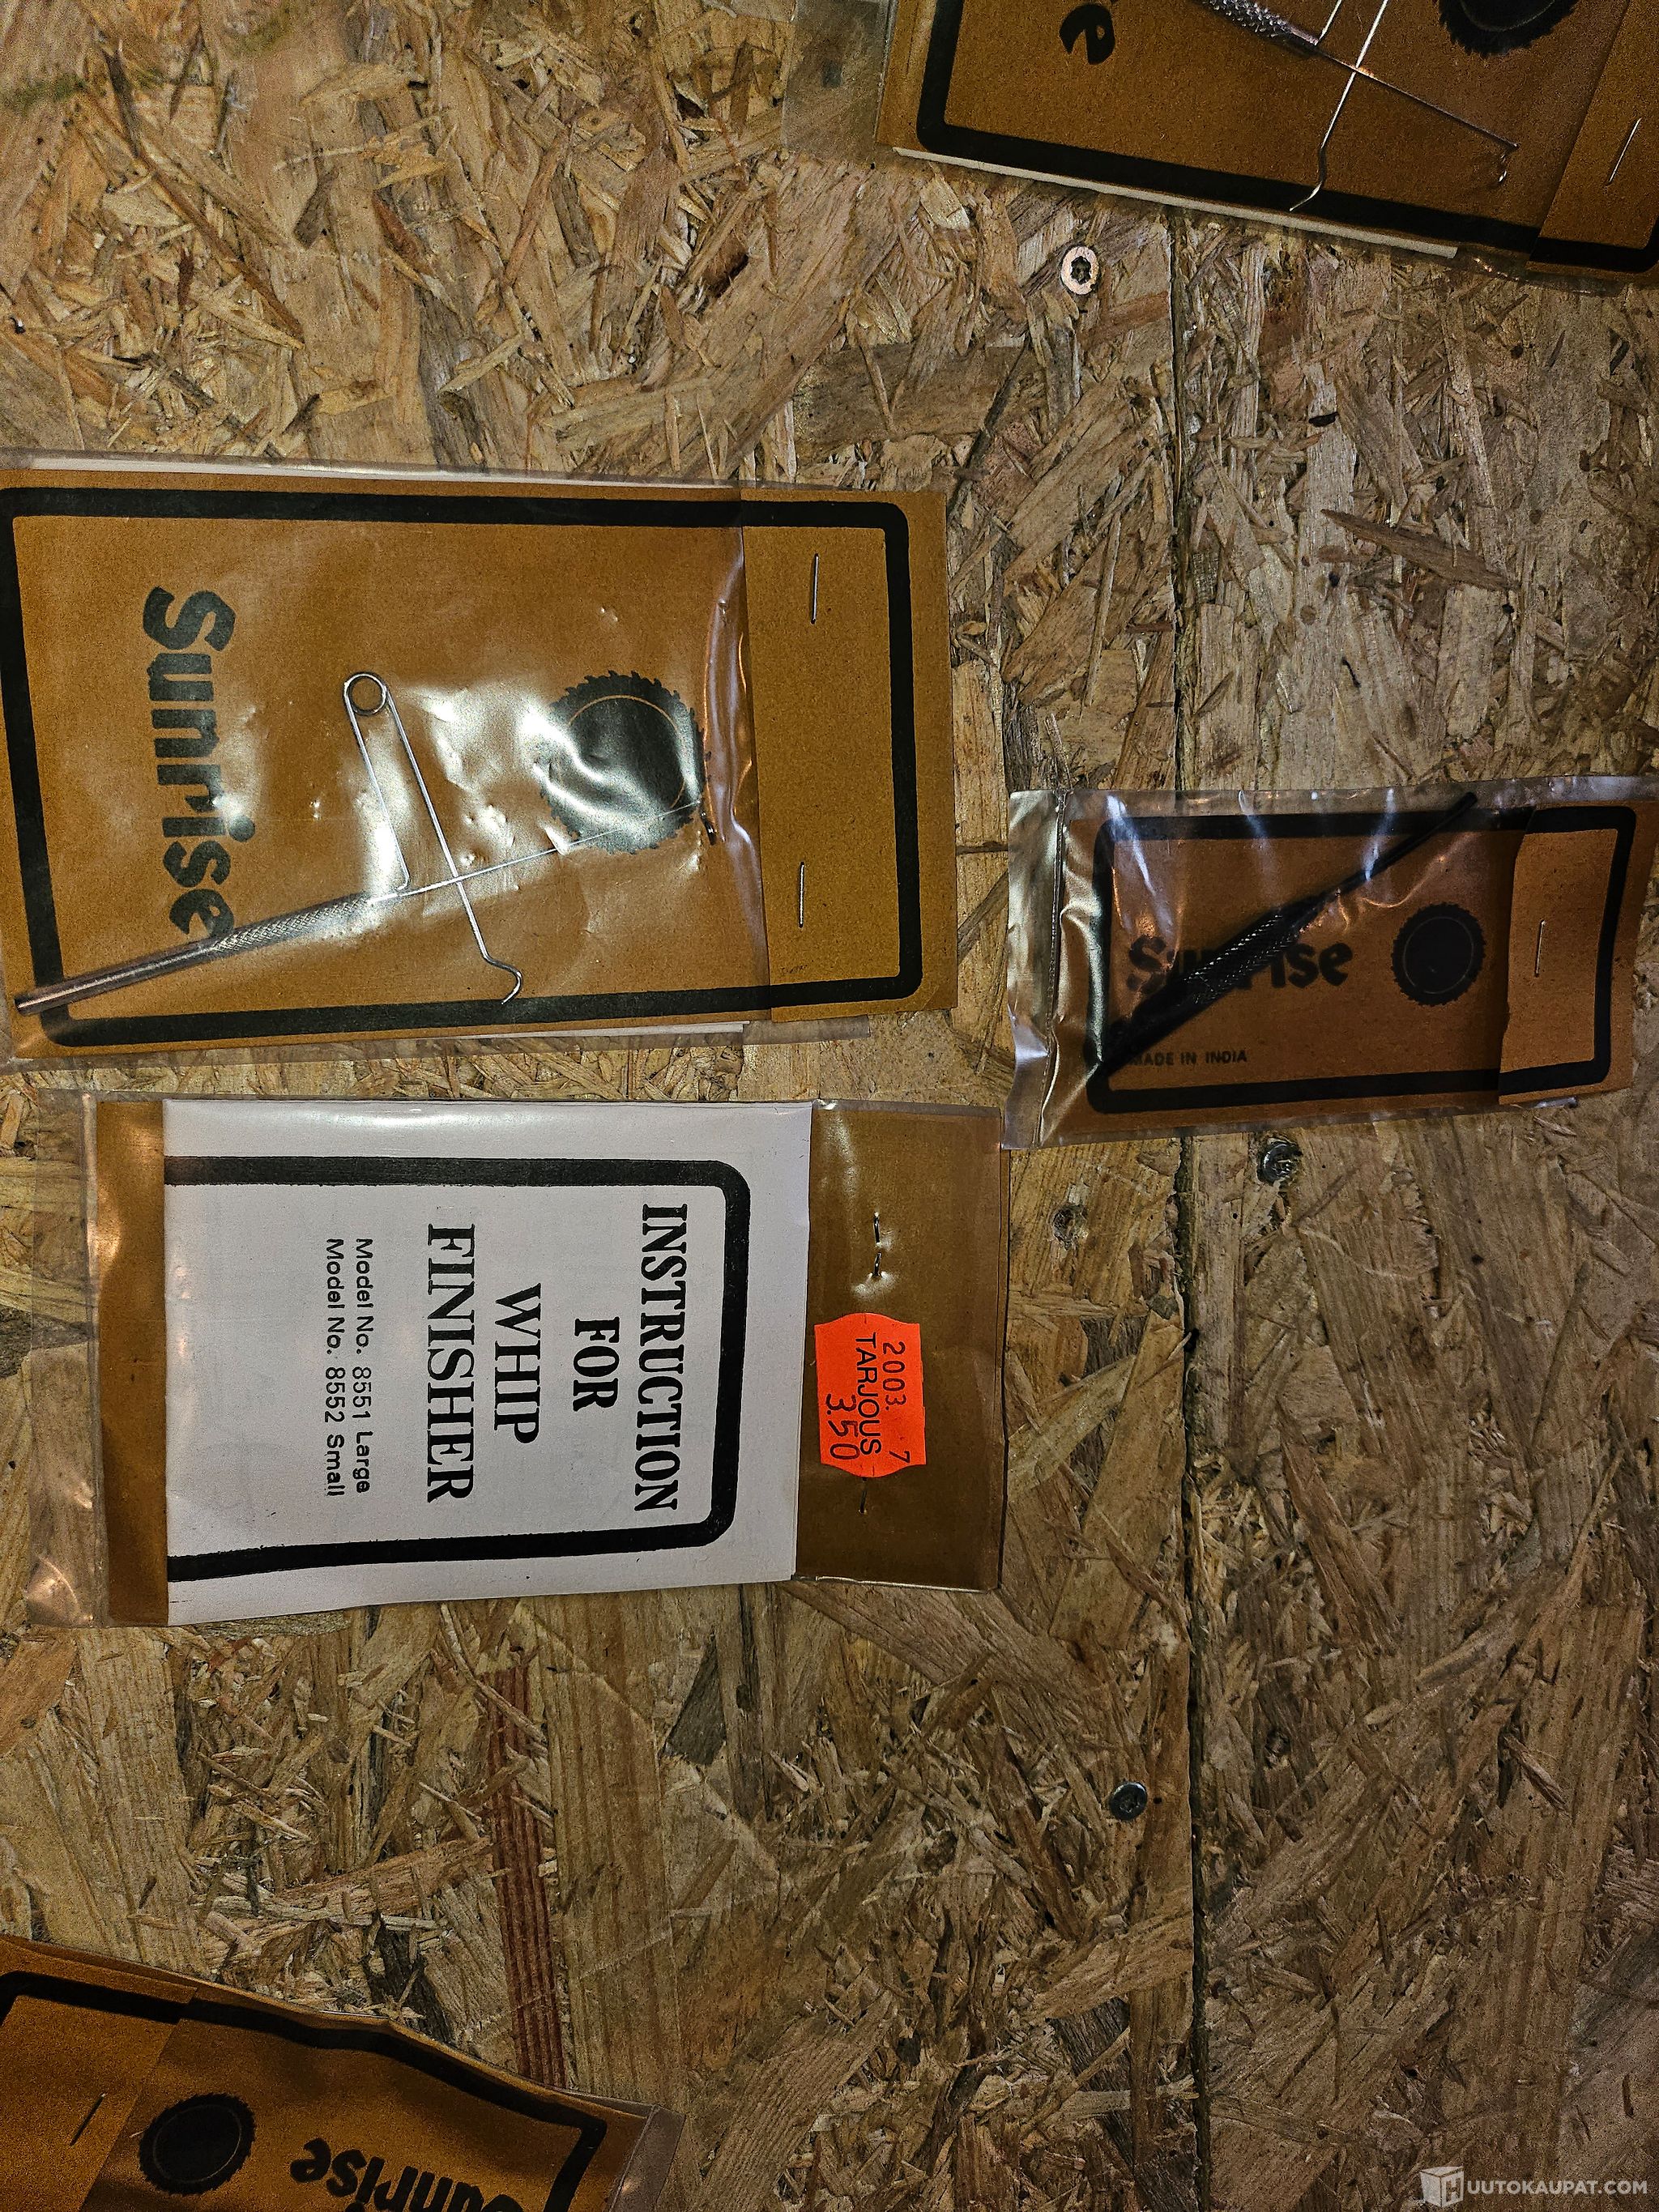 se
Sunrise
Sunrise
MADE IN INDIA
INSTRUCTION
FOR
WHIP
FINISHER
Model No. 8551 Large
Model No. 8552 Small
2003. 7
TARJOUS
3.50
Sunrise
HUUTOKAUPAT.COM